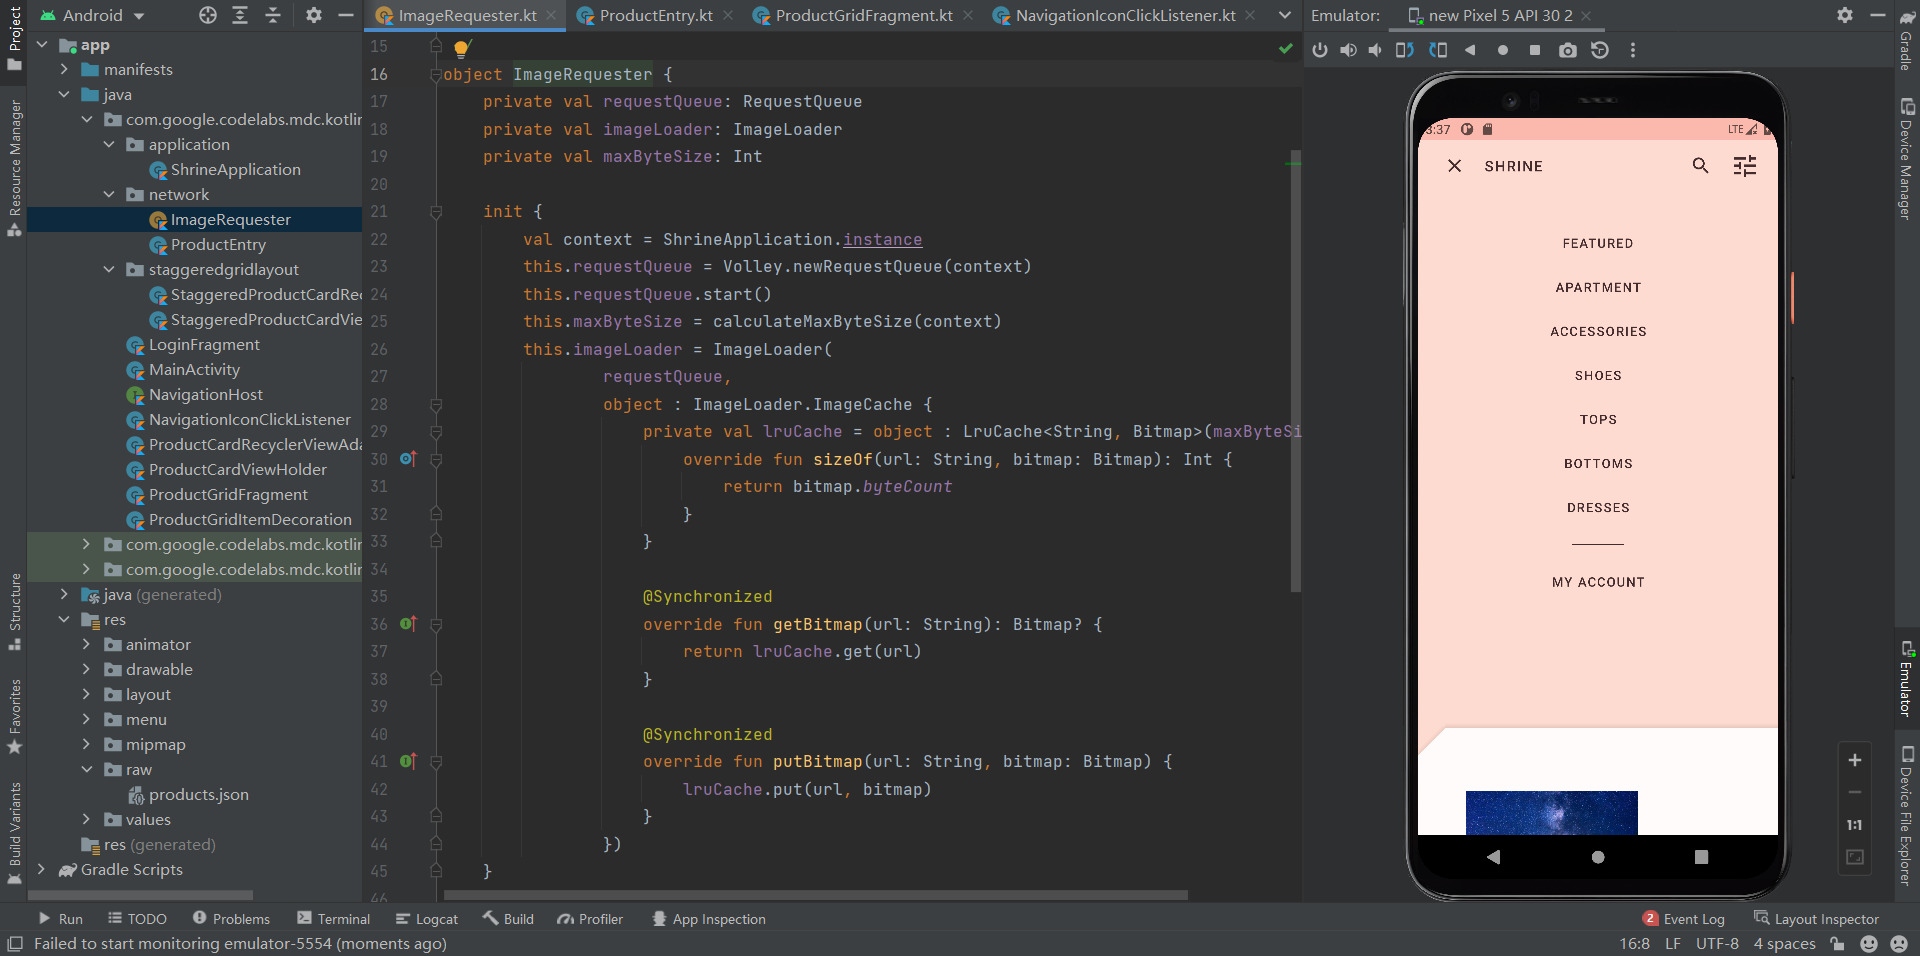 Android
ImageRequester.kt
ProductEntry.kt
ProductGridFragment.kt
NavigationIconClickListener.kt
Emulator:
new Pixel 5 API 30 2
Project
Resource Manager
Structure
Favorites
Build Variants
app
manifests
java
com.google.codelabs.mdc.kotlin
application
ShrineApplication
network
ImageRequester
ProductEntry
staggeredgridlayout
StaggeredProductCardRec
StaggeredProductCardVie
LoginFragment
MainActivity
NavigationHost
NavigationIconClickListener
ProductCardRecyclerViewAda
ProductCardViewHolder
ProductGridFragment
ProductGridItemDecoration
com.google.codelabs.mdc.kotlin
com.google.codelabs.mdc.kotlin
java (generated)
res
animator
drawable
layout
menu
mipmap
raw
products.json
values
res (generated)
Gradle Scripts
15
16 object ImageRequester {
17 private val requestQueue: RequestQueue
18 private val imageLoader: ImageLoader
19 private val maxByteSize: Int
20
21 init {
22 val context = ShrineApplication.instance
23 this.requestQueue = Volley.newRequestQueue(context)
24 this.requestQueue.start()
25 this.maxByteSize = calculateMaxByteSize(context)
26 this.imageLoader = ImageLoader(
27 requestQueue,
28 object : ImageLoader.ImageCache {
29 private val lruCache = object : LruCache<String, Bitmap>(maxByteSi
30 override fun sizeOf(url: String, bitmap: Bitmap): Int {
31 return bitmap.byteCount
32 }
33 }
34
35 @Synchronized
36 override fun getBitmap(url: String): Bitmap? {
37 return lruCache.get(url)
38 }
39
40 @Synchronized
41 override fun putBitmap(url: String, bitmap: Bitmap) {
42 lruCache.put(url, bitmap)
43 }
44 })
45 }
46
3:37
LTE
SHRINE
FEATURED
APARTMENT
ACCESSORIES
SHOES
TOPS
BOTTOMS
DRESSES
MY ACCOUNT
1:1
Gradle
Device Manager
Emulator
Device File Explorer
Run
TODO
Problems
Terminal
Logcat
Build
Profiler
App Inspection
2 Event Log
Layout Inspector
Failed to start monitoring emulator-5554 (moments ago)
16:8
LF
UTF-8
4 spaces